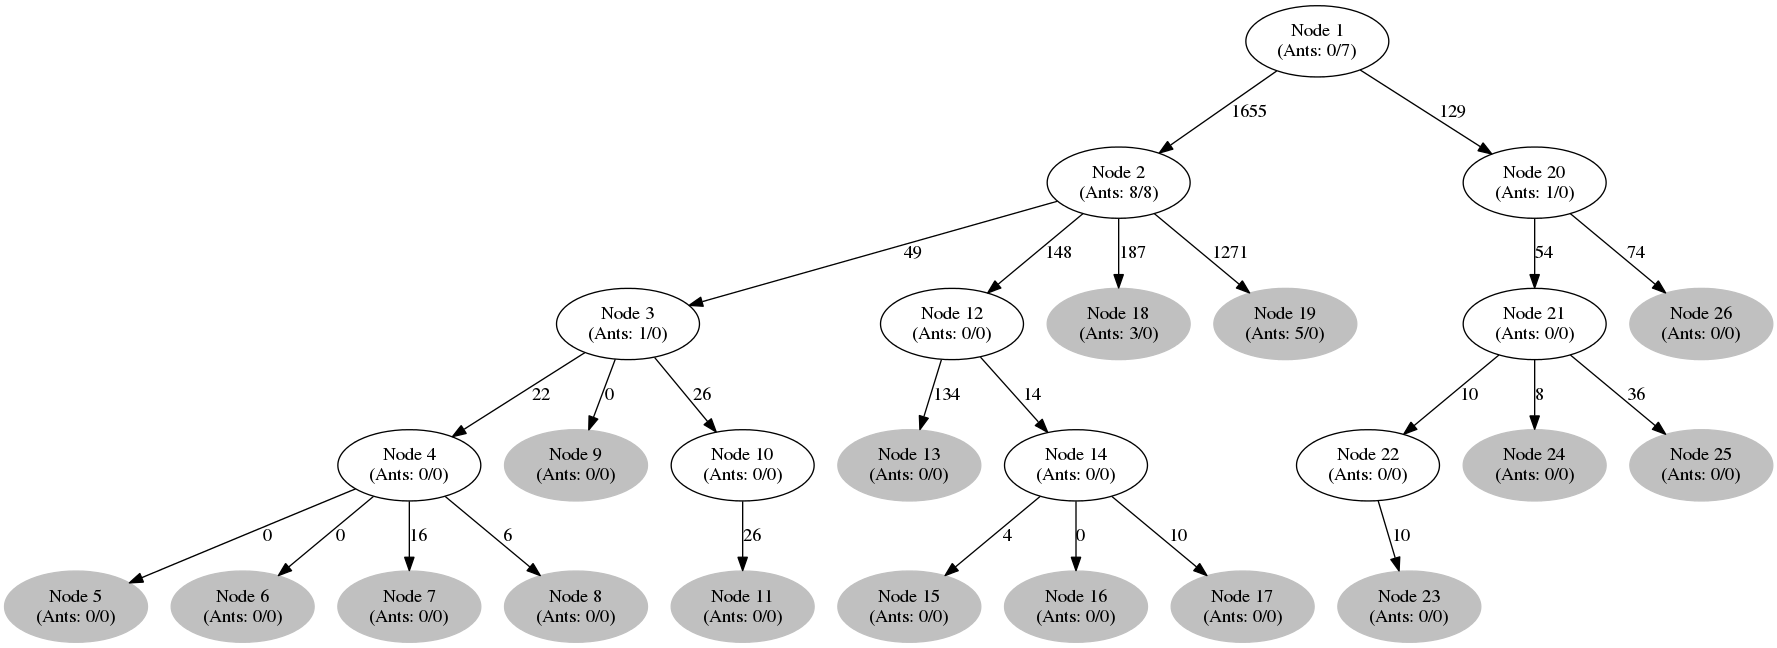 Node 1
(Ants: 0/7)
1655
129
Node 2
(Ants: 8/8)
Node 20
(Ants: 1/0)
49
148
187
1271
54
74
Node 3
(Ants: 1/0)
Node 12
(Ants: 0/0)
Node 18
(Ants: 3/0)
Node 19
(Ants: 5/0)
Node 21
(Ants: 0/0)
Node 26
(Ants: 0/0)
22
0
26
134
14
10
8
36
Node 4
(Ants: 0/0)
Node 9
(Ants: 0/0)
Node 10
(Ants: 0/0)
Node 13
(Ants: 0/0)
Node 14
(Ants: 0/0)
Node 22
(Ants: 0/0)
Node 24
(Ants: 0/0)
Node 25
(Ants: 0/0)
0
0
16
6
26
4
0
10
10
Node 5
(Ants: 0/0)
Node 6
(Ants: 0/0)
Node 7
(Ants: 0/0)
Node 8
(Ants: 0/0)
Node 11
(Ants: 0/0)
Node 15
(Ants: 0/0)
Node 16
(Ants: 0/0)
Node 17
(Ants: 0/0)
Node 23
(Ants: 0/0)